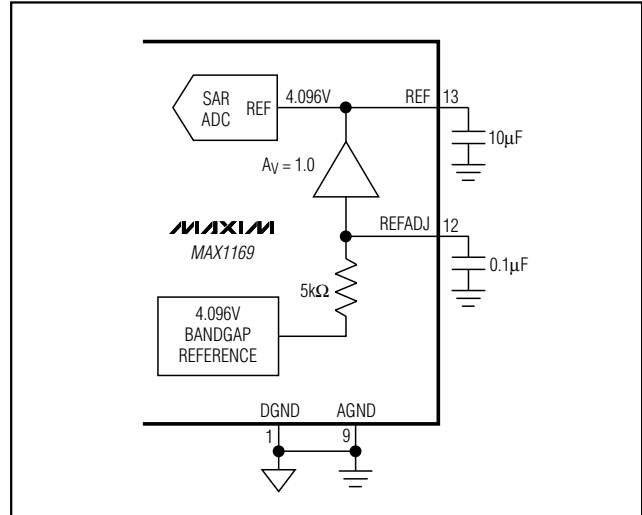 SAR
ADC
REF
4.096V
REF
13
10µF
AV = 1.0
REFADJ
12
0.1µF
MAXIM
MAX1169
5kΩ
4.096V
BANDGAP
REFERENCE
DGND
AGND
1
9